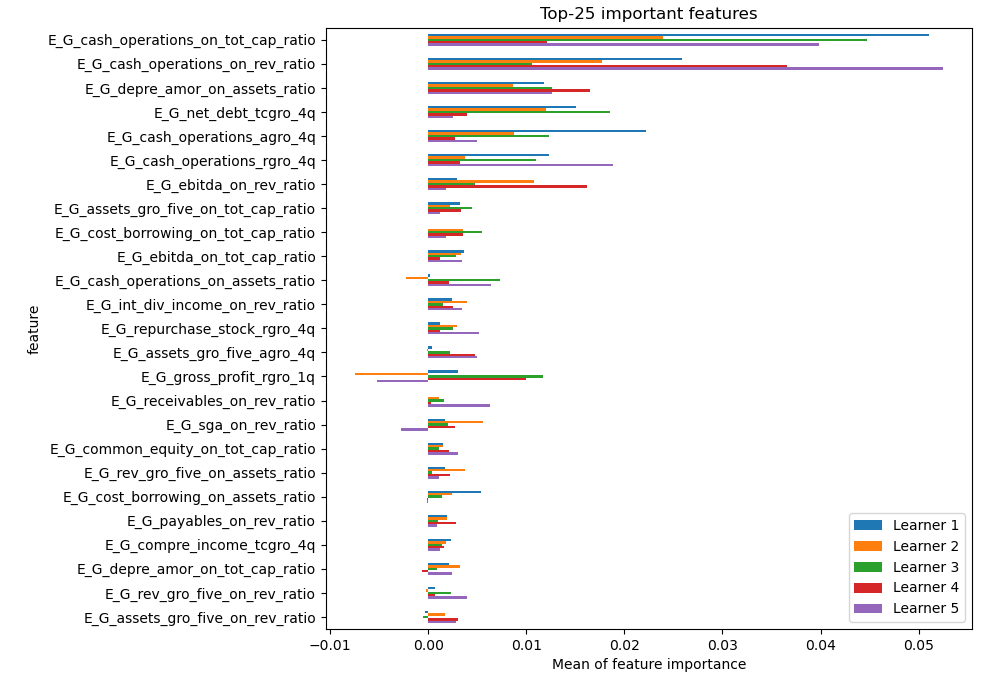 Top-25 important features
E_G_cash_operations_on_tot_cap_ratio
E_G_cash_operations_on_rev_ratio
E_G_depre_amor_on_assets_ratio
E_G_net_debt_tcgro_4q
E_G_cash_operations_agro_4q
E_G_cash_operations_rgro_4q
E_G_ebitda_on_rev_ratio
E_G_assets_gro_five_on_tot_cap_ratio
E_G_cost_borrowing_on_tot_cap_ratio
E_G_ebitda_on_tot_cap_ratio
E_G_cash_operations_on_assets_ratio
E_G_int_div_income_on_rev_ratio
E_G_repurchase_stock_rgro_4q
E_G_assets_gro_five_agro_4q
E_G_gross_profit_rgro_1q
E_G_receivables_on_rev_ratio
E_G_sga_on_rev_ratio
E_G_common_equity_on_tot_cap_ratio
E_G_rev_gro_five_on_assets_ratio
E_G_cost_borrowing_on_assets_ratio
E_G_payables_on_rev_ratio
E_G_compre_income_tcgro_4q
E_G_depre_amor_on_tot_cap_ratio
E_G_rev_gro_five_on_rev_ratio
E_G_assets_gro_five_on_rev_ratio
feature
Learner 1
Learner 2
Learner 3
Learner 4
Learner 5
−0.01 0.00 0.01 0.02 0.03 0.04 0.05
Mean of feature importance